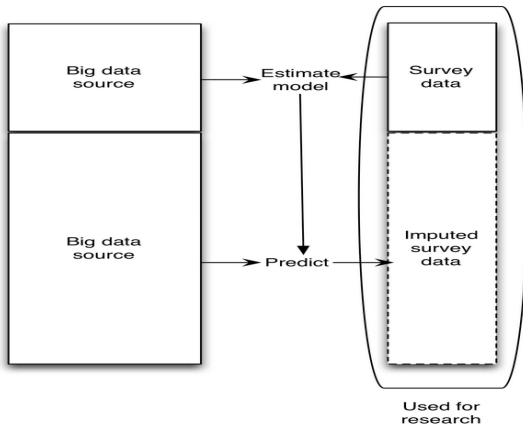 Big data
source
Estimate
model
Survey
data
Big data
source
Predict
Imputed
survey
data
Used for
research